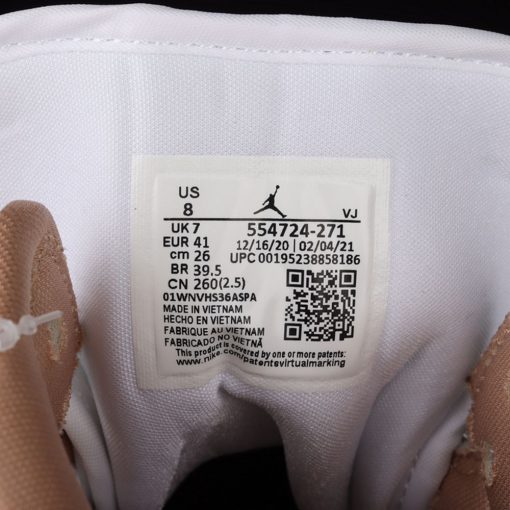 US
8
VJ
UK 7
554724-271
EUR 41
12/16/20 | 02/04/21
cm 26
UPC 00195238858186
BR 39.5
CN 260(2.5)
01WNVHS36ASPA
MADE IN VIETNAM
HECHO EN VIETNAM
FABRIQUE AU VIETNAM
FABRICADO NO VIETNÃ
This product is covered by one or more patents:
www.nike.com/patentsvirtualmarking